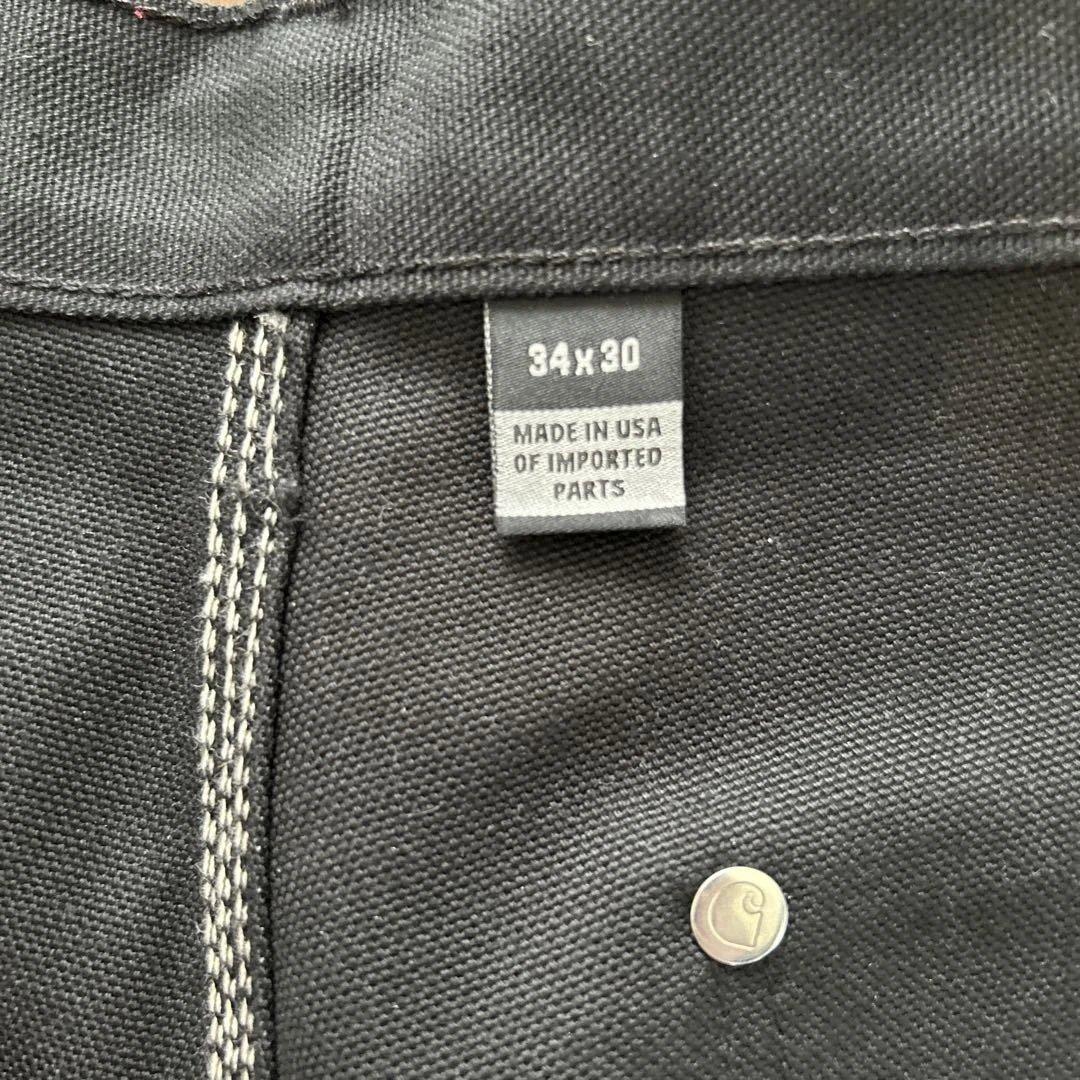 34x30
MADE IN USA
OF IMPORTED
PARTS